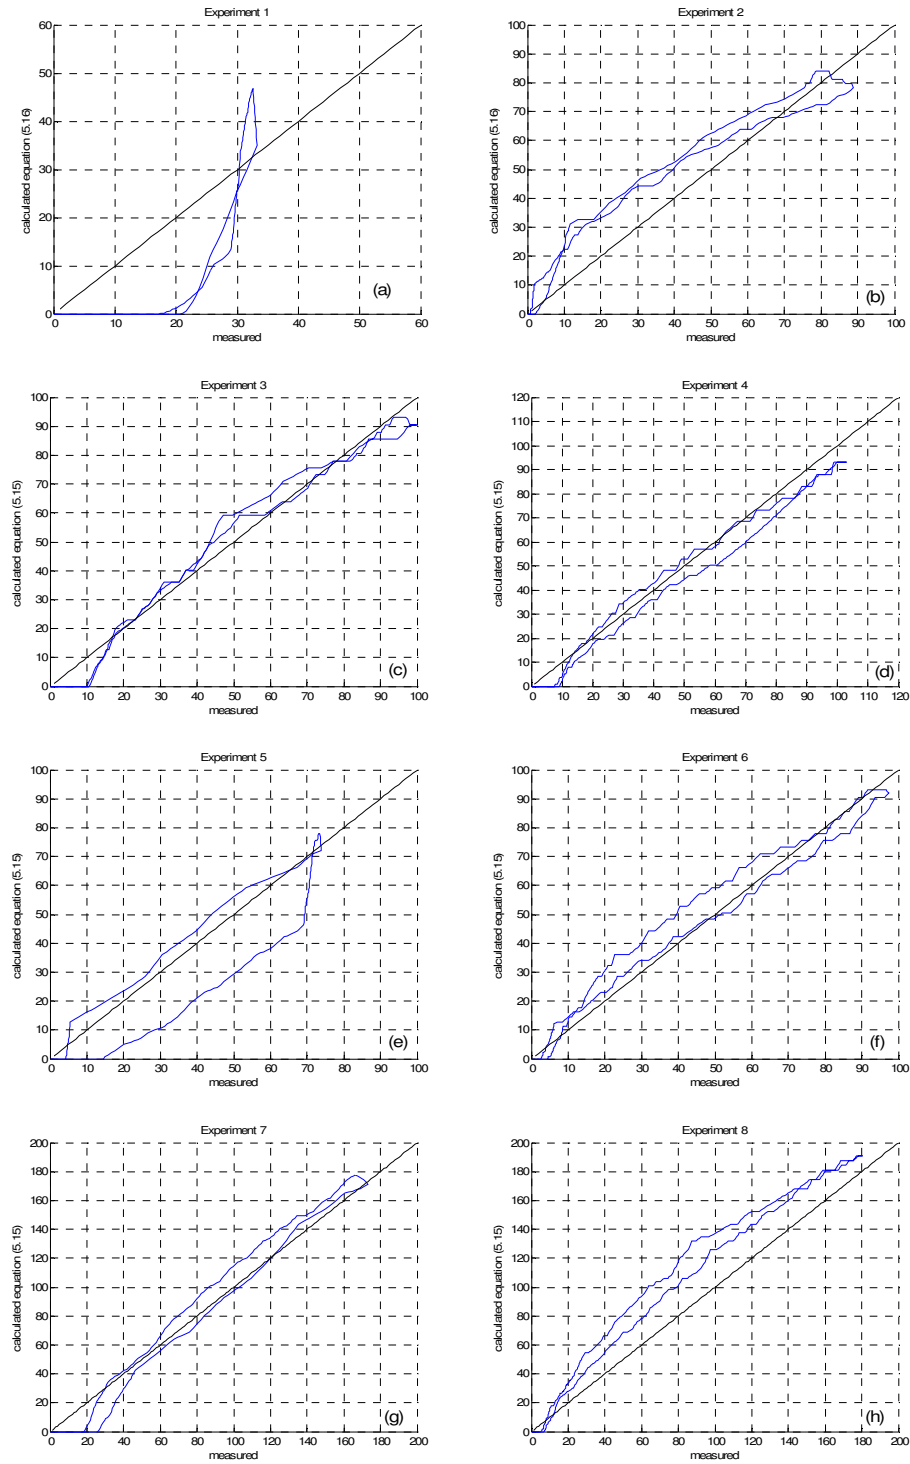 Experiment 1
60
50
40
30
20
10
0
calculated equation (5.16)
(a)
0 10 20 30 40 50 60
measured
Experiment 2
100
90
80
70
60
50
40
30
20
10
0
calculated equation (5.16)
(b)
0 10 20 30 40 50 60 70 80 90 100
measured
Experiment 3
100
90
80
70
60
50
40
30
20
10
0
calculated equation (5.15)
(c)
0 10 20 30 40 50 60 70 80 90 100
measured
Experiment 4
120
110
100
90
80
70
60
50
40
30
20
10
0
calculated equation (5.15)
(d)
0 10 20 30 40 50 60 70 80 90 100 110 120
measured
Experiment 5
100
90
80
70
60
50
40
30
20
10
0
calculated equation (5.15)
(e)
0 10 20 30 40 50 60 70 80 90 100
measured
Experiment 6
100
90
80
70
60
50
40
30
20
10
0
calculated equation (5.15)
(f)
0 10 20 30 40 50 60 70 80 90 100
measured
Experiment 7
200
180
160
140
120
100
80
60
40
20
0
calculated equation (5.15)
(g)
0 20 40 60 80 100 120 140 160 180 200
measured
Experiment 8
200
180
160
140
120
100
80
60
40
20
0
calculated equation (5.15)
(h)
0 20 40 60 80 100 120 140 160 180 200
measured